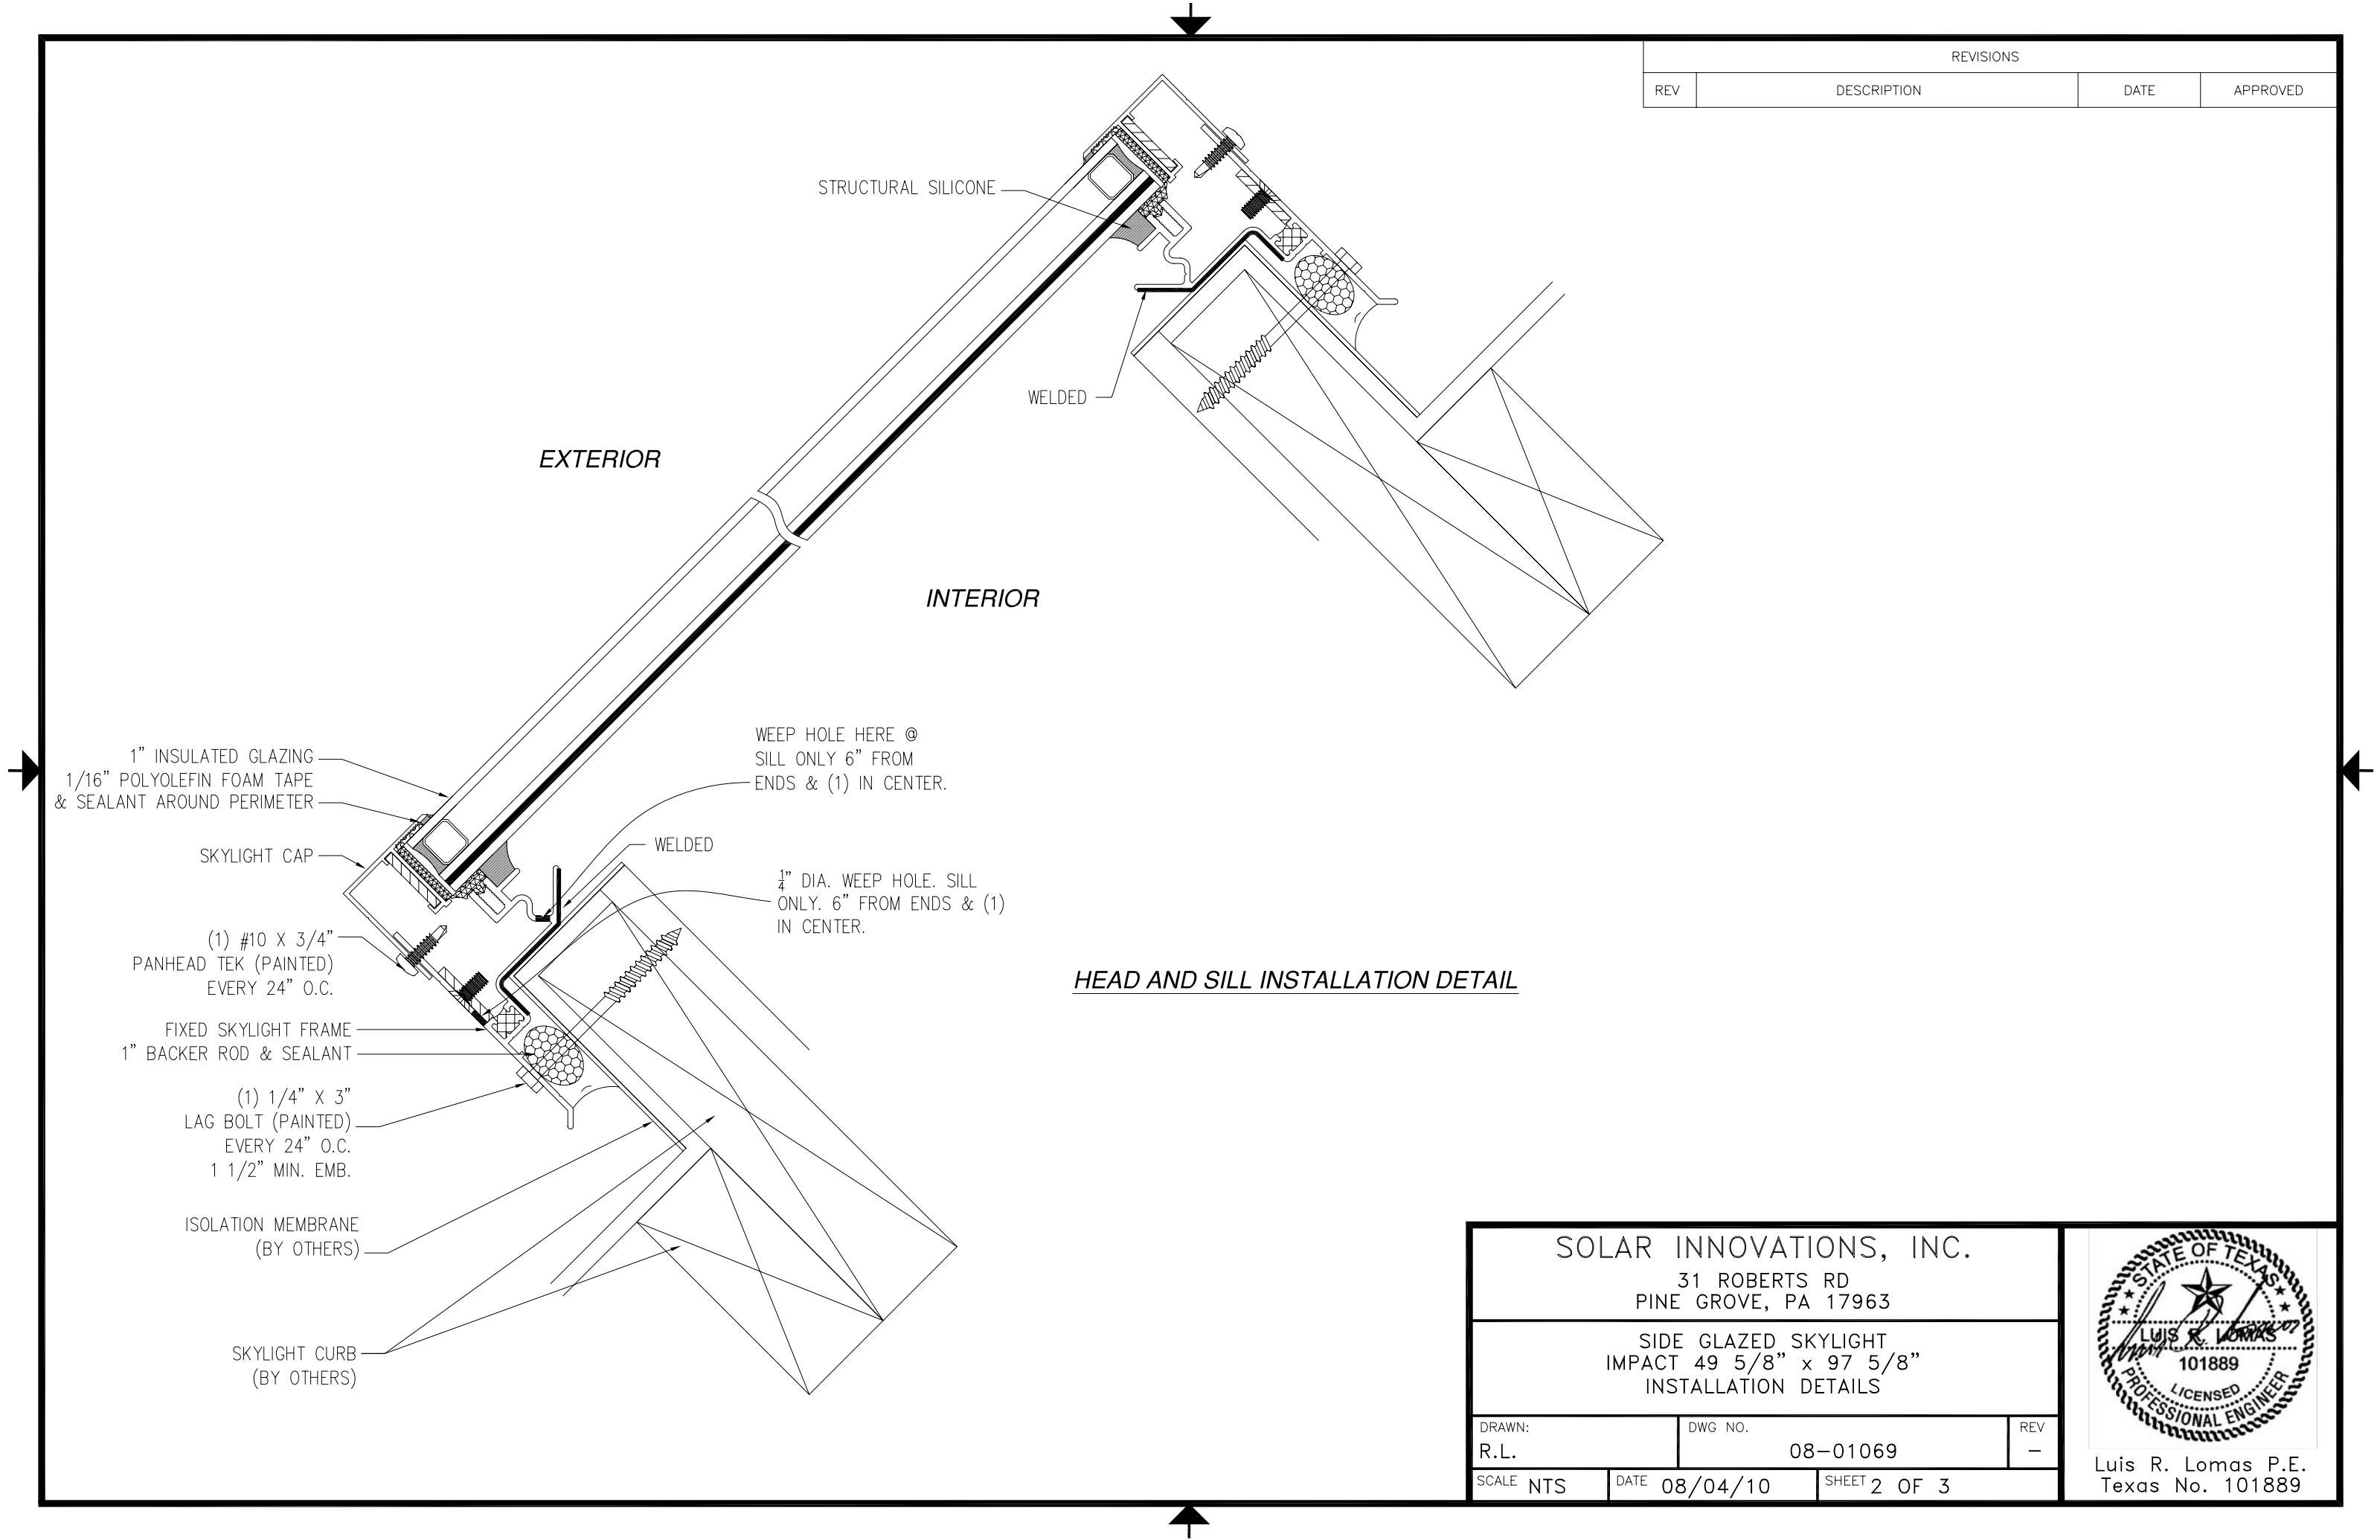 REVISIONS
REV DESCRIPTION DATE APPROVED
STRUCTURAL SILICONE
WELDED
EXTERIOR
INTERIOR
1” INSULATED GLAZING
1/16” POLYOLEFIN FOAM TAPE
& SEALANT AROUND PERIMETER
SKYLIGHT CAP
(1) #10 X 3/4”
PANHEAD TEK (PAINTED)
EVERY 24” O.C.
FIXED SKYLIGHT FRAME
1” BACKER ROD & SEALANT
(1) 1/4” X 3”
LAG BOLT (PAINTED)
EVERY 24” O.C.
1 1/2” MIN. EMB.
ISOLATION MEMBRANE
(BY OTHERS)
SKYLIGHT CURB
(BY OTHERS)
WEEP HOLE HERE @
SILL ONLY 6” FROM
ENDS & (1) IN CENTER.
WELDED
1/4” DIA. WEEP HOLE. SILL
ONLY. 6” FROM ENDS & (1)
IN CENTER.
HEAD AND SILL INSTALLATION DETAIL
SOLAR INNOVATIONS, INC.
31 ROBERTS RD
PINE GROVE, PA 17963
SIDE GLAZED SKYLIGHT
IMPACT 49 5/8” x 97 5/8”
INSTALLATION DETAILS
DRAWN:
R.L.
DWG NO.
08-01069
REV
-
SCALE NTS
DATE 08/04/10
SHEET 2 OF 3
STATE OF TEXAS
LUIS R. LOMAS
101889
LICENSED
PROFESSIONAL ENGINEER
Luis R. Lomas P.E.
Texas No. 101889